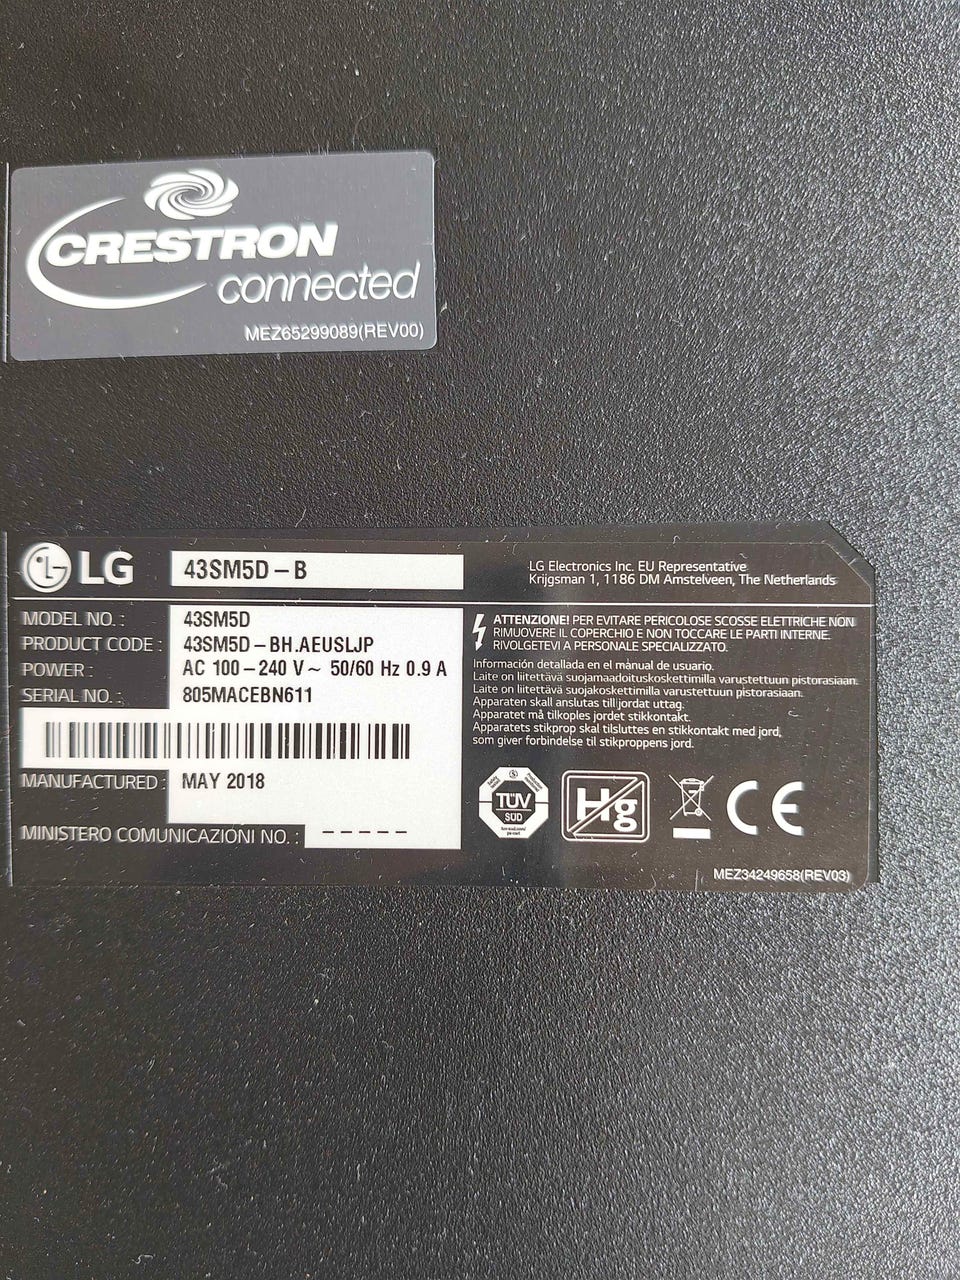 CRESTRON
connected
MEZ65299089(REV00)
LG 43SM5D-B
MODEL NO. : 43SM5D
PRODUCT CODE : 43SM5D-BH.AEUSLJP
POWER : AC 100-240 V ~ 50/60 Hz 0.9 A
SERIAL NO. : 805MACEBN611
MANUFACTURED : MAY 2018
MINISTERO COMUNICAZIONI NO. : -----
LG Electronics Inc. EU Representative
Krijgsman 1, 1186 DM Amstelveen, The Netherlands
ATTENZIONE! PER EVITARE PERICOLOSE SCOSSE ELETTRICHE NON
RIMUOVERE IL COPERCHIO E NON TOCCARE LE PARTI INTERNE.
RIVOLGETEVI A PERSONALE SPECIALIZZATO.
Información detallada en el manual de usuario.
Laite on liitettävä suojamaadoituskoskettimilla varustettuun pistorasiaan.
Laite on liitettävä suojakoskettimilla varustettuun pistorasiaan.
Apparaten skall anslutas till jordat uttag.
Apparatet må tilkoples jordet stikkontakt.
Apparatets stikprop skal tilsluttes en stikkontakt med jord,
som giver forbindelse til stikproppens jord.
TÜV
SÜD
Hg
CE
MEZ34249658(REV03)